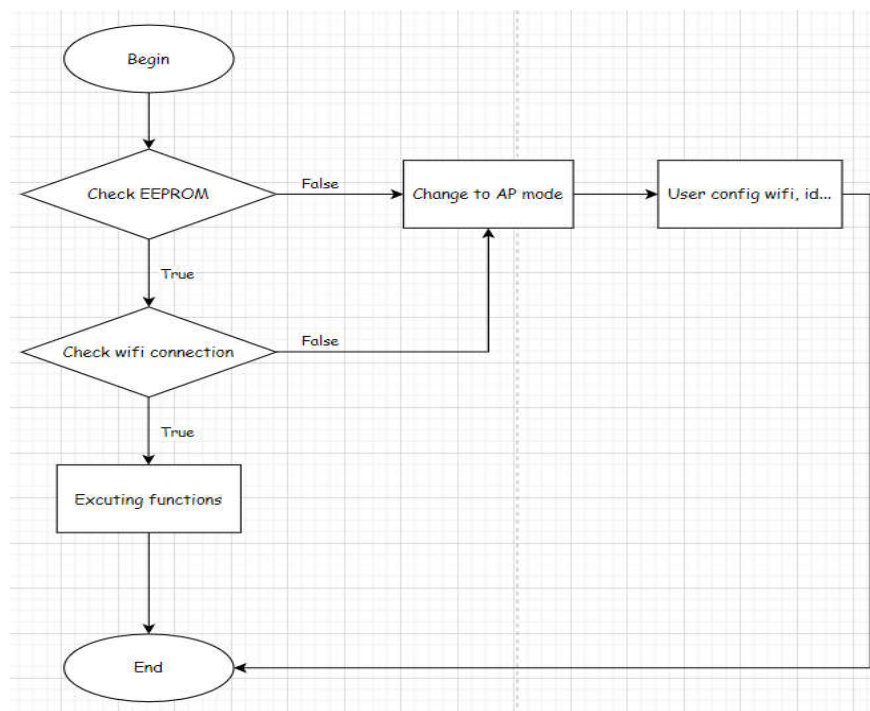 Begin
Check EEPROM
False
Change to AP mode
User config wifi, id...
True
Check wifi connection
False
True
Excuting functions
End